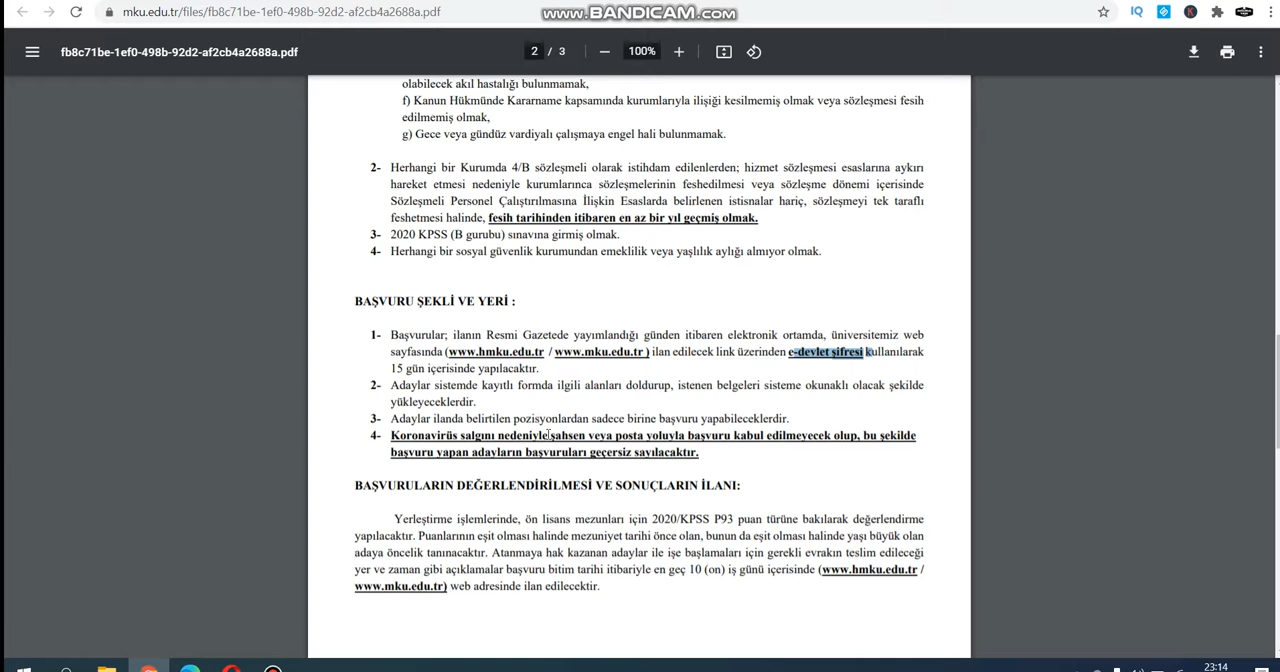 mku.edu.tr/files/fb8c71be-1ef0-498b-92d2-af2cb4a2688a.pdf
www.BANDICAM.com
IQ
K
fb8c71be-1ef0-498b-92d2-af2cb4a2688a.pdf
2 / 3
100%
olabilecek akıl hastalığı bulunmamak,
f) Kanun Hükmünde Kararname kapsamında kurumlarıyla ilişiği kesilmemiş olmak veya sözleşmesi fesih
edilmemiş olmak,
g) Gece veya gündüz vardiyalı çalışmaya engel hali bulunmamak.
2- Herhangi bir Kurumda 4/B sözleşmeli olarak istihdam edilenlerden; hizmet sözleşmesi esaslarına aykırı
hareket etmesi nedeniyle kurumlarınca sözleşmelerinin feshedilmesi veya sözleşme dönemi içerisinde
Sözleşmeli Personel Çalıştırılmasına İlişkin Esaslarda belirlenen istisnalar hariç, sözleşmeyi tek taraflı
feshetmesi halinde, fesih tarihinden itibaren en az bir yıl geçmiş olmak.
3- 2020 KPSS (B gurubu) sınavına girmiş olmak.
4- Herhangi bir sosyal güvenlik kurumundan emeklilik veya yaşlılık aylığı almıyor olmak.
BAŞVURU ŞEKLİ VE YERİ :
1- Başvurular; ilanın Resmi Gazetede yayımlandığı günden itibaren elektronik ortamda, üniversitemiz web
sayfasında (www.hmku.edu.tr / www.mku.edu.tr ) ilan edilecek link üzerinden e-devlet şifresi kullanılarak
15 gün içerisinde yapılacaktır.
2- Adaylar sistemde kayıtlı formda ilgili alanları doldurup, istenen belgeleri sisteme okunaklı olacak şekilde
yükleyeceklerdir.
3- Adaylar ilanda belirtilen pozisyonlardan sadece birine başvuru yapabileceklerdir.
4- Koronavirüs salgını nedeniyle şahsen veya posta yoluyla başvuru kabul edilmeyecek olup, bu şekilde
başvuru yapan adayların başvuruları geçersiz sayılacaktır.
BAŞVURULARIN DEĞERLENDİRİLMESİ VE SONUÇLARIN İLANI:
Yerleştirme işlemlerinde, ön lisans mezunları için 2020/KPSS P93 puan türüne bakılarak değerlendirme
yapılacaktır. Puanlarının eşit olması halinde mezuniyet tarihi önce olan, bunun da eşit olması halinde yaşı büyük olan
adaya öncelik tanınacaktır. Atanmaya hak kazanan adaylar ile işe başlamaları için gerekli evrakın teslim edileceği
yer ve zaman gibi açıklamalar başvuru bitim tarihi itibariyle en geç 10 (on) iş günü içerisinde (www.hmku.edu.tr /
www.mku.edu.tr) web adresinde ilan edilecektir.
23:14